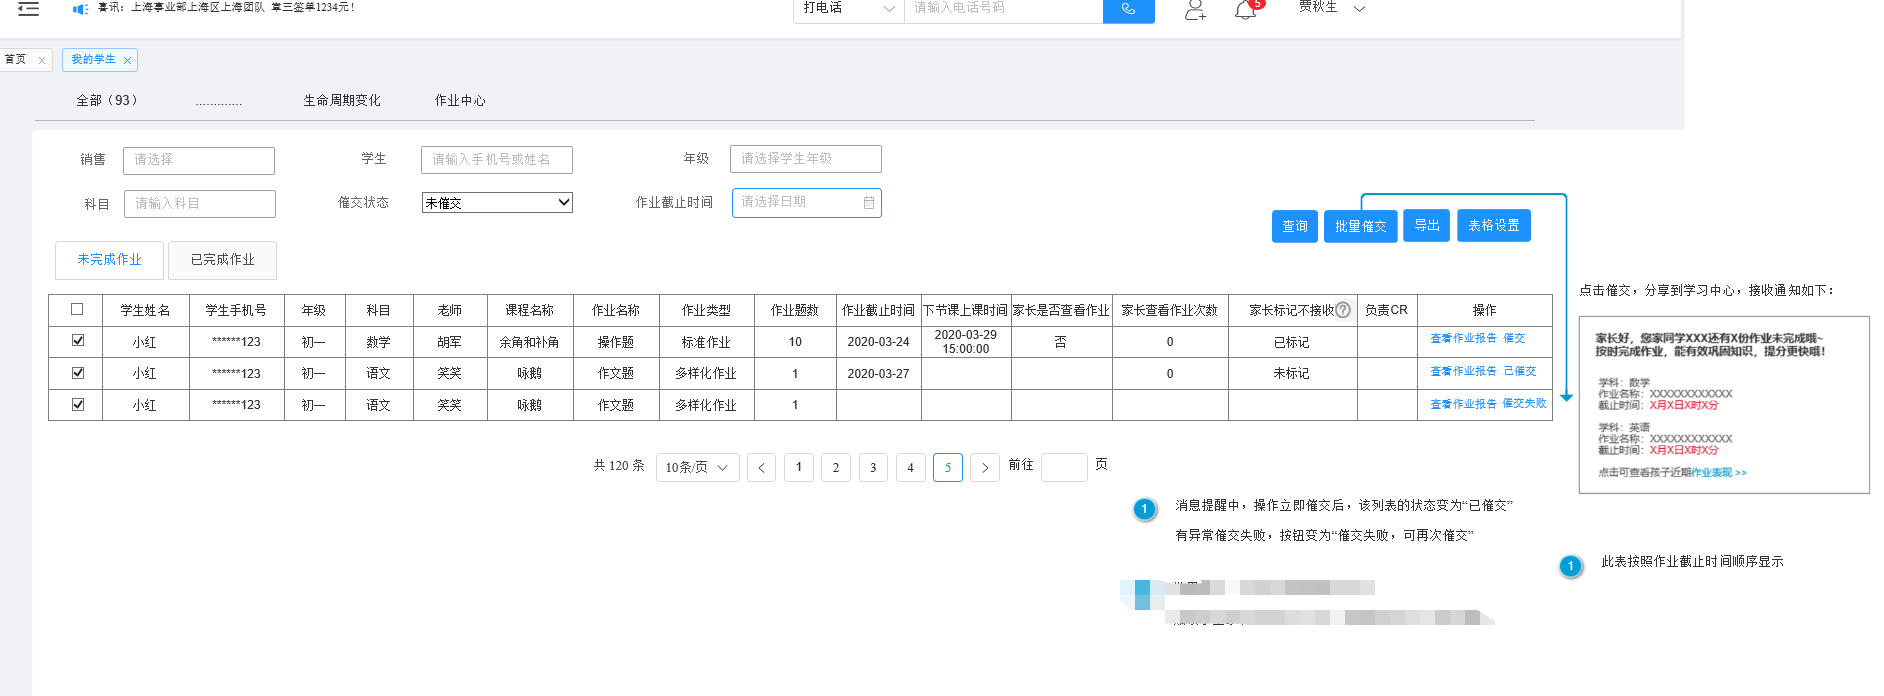 喜讯：上海事业部上海区上海团队 章三签单1234元！
打电话 请输入电话号码 5 贾秋生
首页 × 我的学生 ×
全部（93） ............. 生命周期变化 作业中心
销售 请选择 学生 请输入手机号或姓名 年级 请选择学生年级
科目 请输入科目 催交状态 未催交 作业截止时间 请选择日期
查询 批量催交 导出 表格设置
未完成作业 已完成作业
学生姓名 学生手机号 年级 科目 老师 课程名称 作业名称 作业类型 作业题数 作业截止时间 下节课上课时间 家长是否查看作业 家长查看作业次数 家长标记不接收 ? 负责CR 操作
小红 ******123 初一 数学 胡军 余角和补角 操作题 标准作业 10 2020-03-24 2020-03-29 15:00:00 否 0 已标记 查看作业报告 催交
小红 ******123 初一 语文 笑笑 咏鹅 作文题 多样化作业 1 2020-03-27 0 未标记 查看作业报告 已催交
小红 ******123 初一 语文 笑笑 咏鹅 作文题 多样化作业 1 查看作业报告 催交失败
共 120 条 10条/页 < 1 2 3 4 5 > 前往 页
点击催交，分享到学习中心，接收通知如下：
家长好，您家同学XXX还有X份作业未完成哦~
按时完成作业，能有效巩固知识，提分更快哦！
学科：数学
作业名称：XXXXXXXXXXXX
截止时间：X月X日X时X分
学科：英语
作业名称：XXXXXXXXXXXX
截止时间：X月X日X时X分
点击可查看孩子近期作业表现 >>
1 消息提醒中，操作立即催交后，该列表的状态变为“已催交”
有异常催交失败，按钮变为“催交失败，可再次催交”
1 此表按照作业截止时间顺序显示